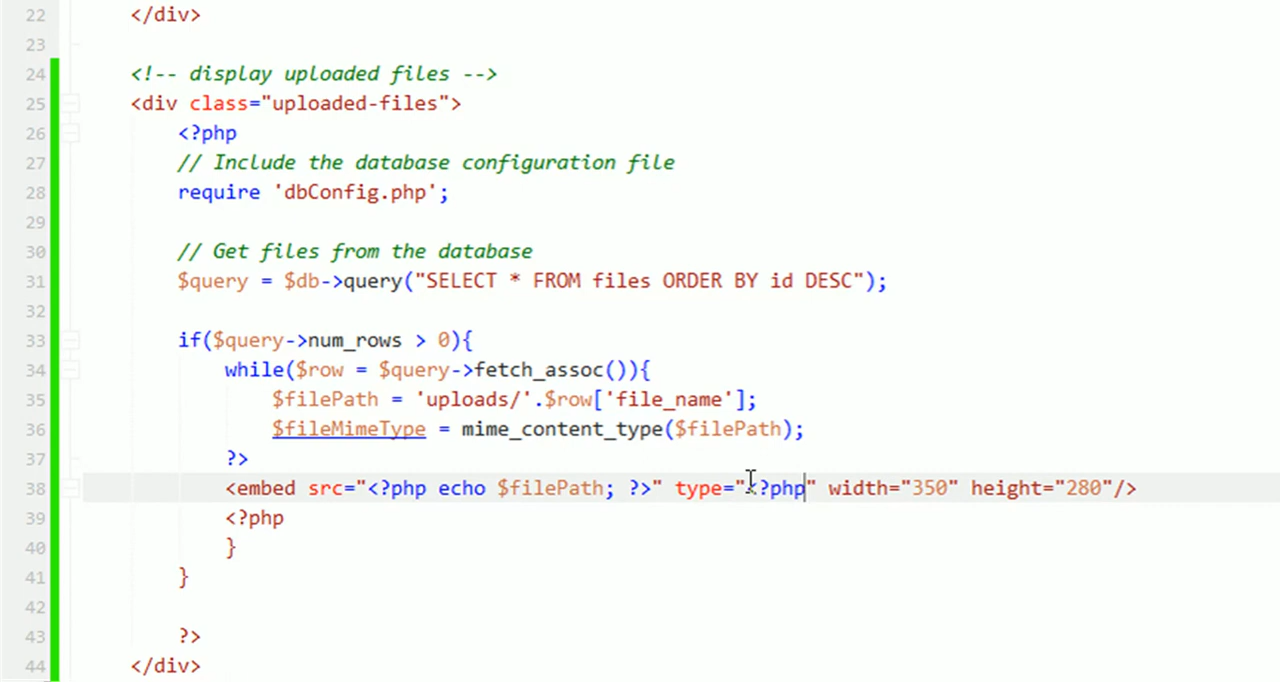 22 </div>
23
24 <!-- display uploaded files -->
25 <div class="uploaded-files">
26 <?php
27 // Include the database configuration file
28 require 'dbConfig.php';
29
30 // Get files from the database
31 $query = $db->query("SELECT * FROM files ORDER BY id DESC");
32
33 if($query->num_rows > 0){
34 while($row = $query->fetch_assoc()){
35 $filePath = 'uploads/'.$row['file_name'];
36 $fileMimeType = mime_content_type($filePath);
37 ?>
38 <embed src="<?php echo $filePath; ?>" type="<?php" width="350" height="280"/>
39 <?php
40 }
41 }
42
43 ?>
44 </div>